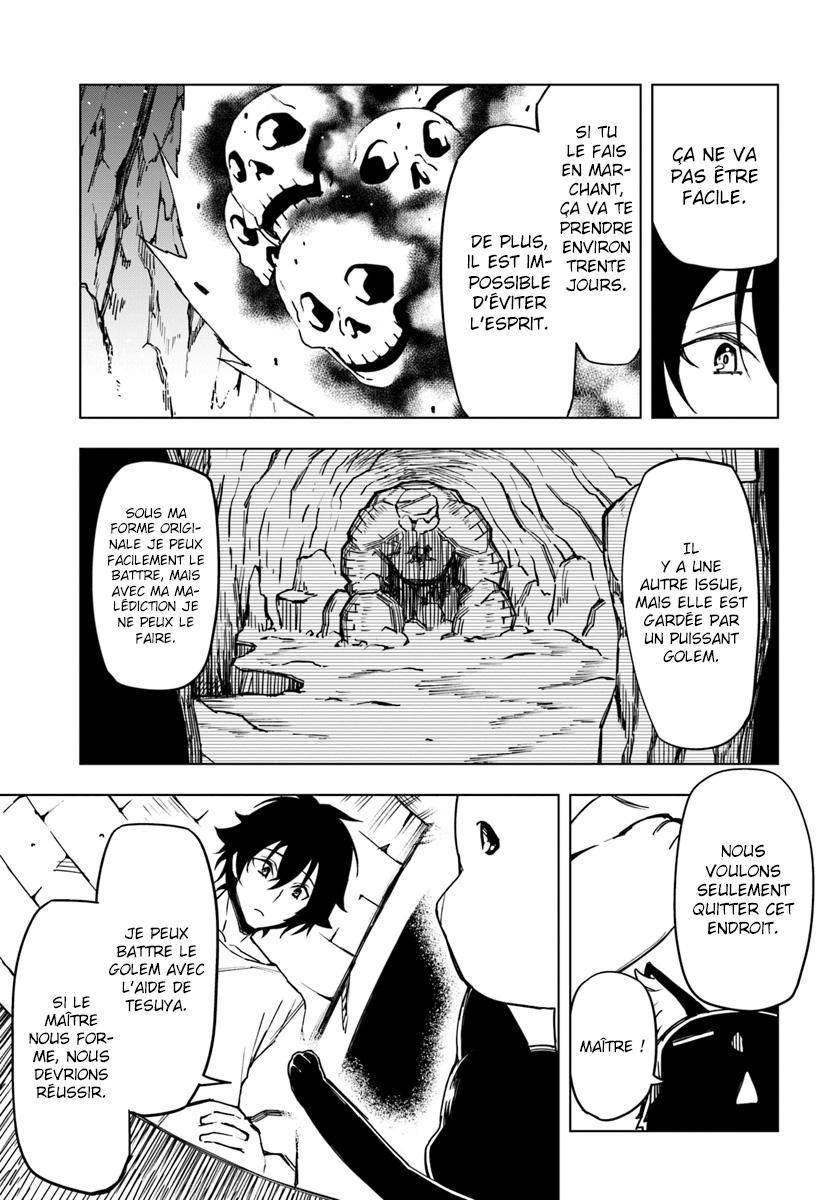 ÇA NE VA
PAS ÊTRE
FACILE.
SI TU
LE FAIS
EN MAR-
CHANT,
ÇA VA TE
PRENDRE
ENVIRON
TRENTE
JOURS.
DE PLUS,
IL EST IM-
POSSIBLE
D'ÉVITER
L'ESPRIT.
IL
Y A UNE
AUTRE ISSUE,
MAIS ELLE EST
GARDÉE PAR
UN PUISSANT
GOLEM.
SOUS MA
FORME ORIGI-
NALE JE PEUX
FACILEMENT LE
BATTRE, MAIS
AVEC MA MA-
LÉDICTION JE
NE PEUX LE
FAIRE.
NOUS
VOULONS
SEULEMENT
QUITTER CET
ENDROIT.
MAÎTRE !
JE PEUX
BATTRE LE
GOLEM AVEC
L'AIDE DE
TESUYA.
SI LE
MAÎTRE
NOUS FOR-
ME, NOUS
DEVRIONS
RÉUSSIR.